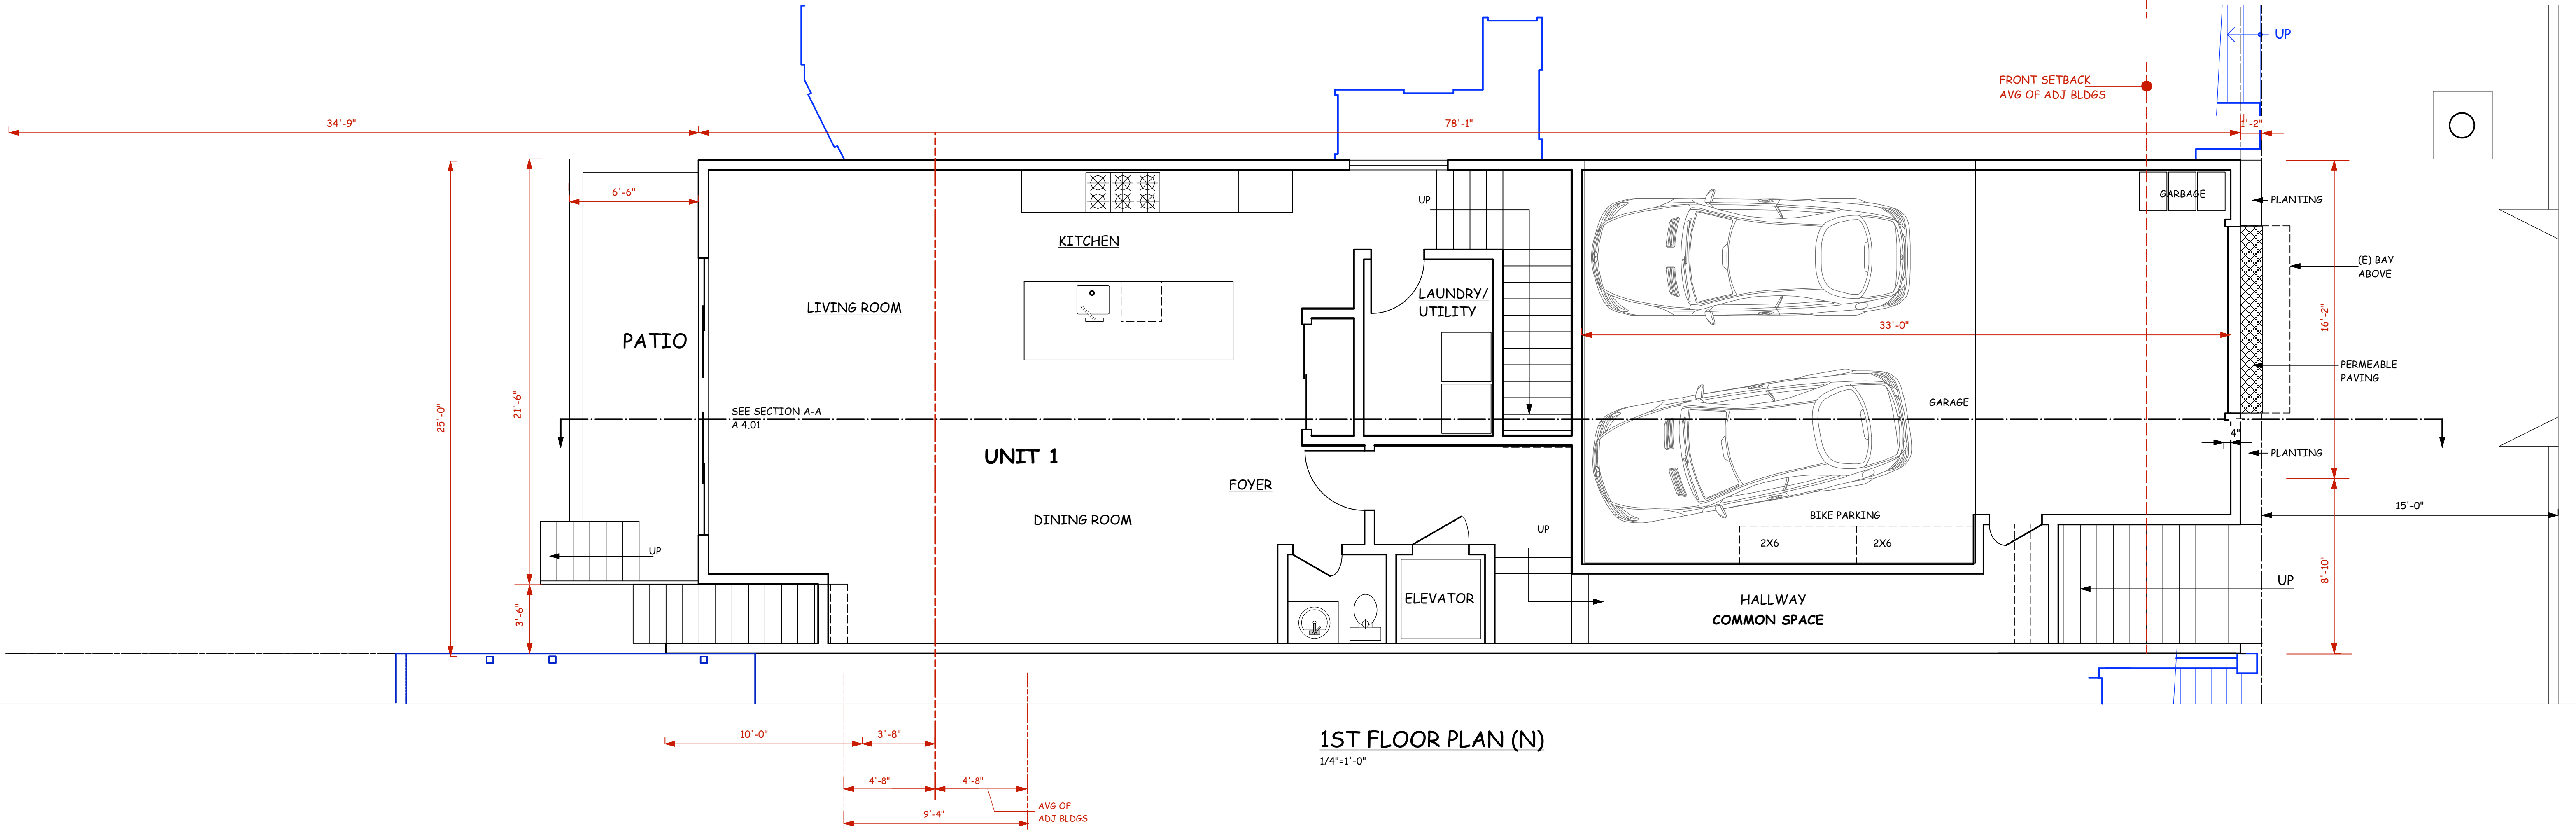 UP
FRONT SETBACK
AVG OF ADJ BLDGS
34'-9"
78'-1"
1'-2"
6'-6"
GARBAGE
PLANTING
UP
KITCHEN
(E) BAY
ABOVE
LIVING ROOM
LAUNDRY/
UTILITY
16'-2"
33'-0"
PATIO
PERMEABLE
PAVING
25'-0"
21'-6"
SEE SECTION A-A
A 4.01
GARAGE
4"
UNIT 1
PLANTING
FOYER
15'-0"
DINING ROOM
BIKE PARKING
UP
2X6
2X6
UP
8'-10"
UP
3'-6"
ELEVATOR
HALLWAY
COMMON SPACE
10'-0"
3'-8"
1ST FLOOR PLAN (N)
1/4"=1'-0"
4'-8"
4'-8"
AVG OF
ADJ BLDGS
9'-4"